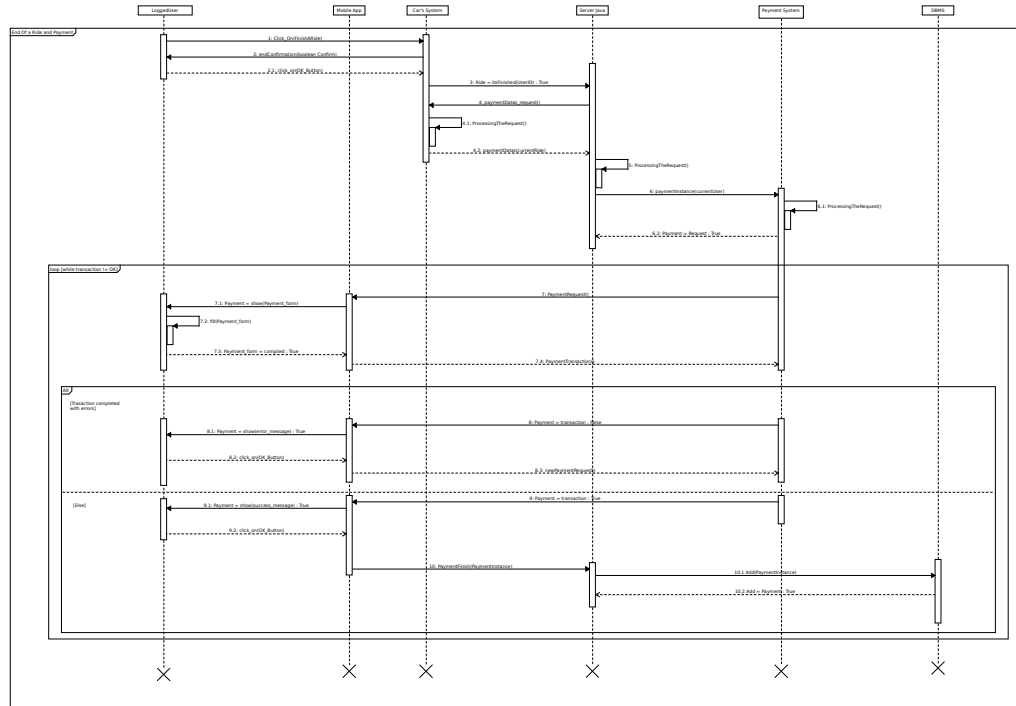 LoggedUser
Mobile App
Car's System
Server Java
Payment System
DBMS
End Of a Ride and Payment
1: Click_On(FinishARide)
2: endConfirmation(boolean Confirm)
2.1: click_on(OK_Button)
3: Ride = itsFinished(UserID) : True
4: paymentDatas_request()
4.1: ProcessingTheRequest()
4.2: paymentDatas(currentRide)
5: ProcessingTheRequest()
6: paymentInstance(currentUser)
6.1: ProcessingTheRequest()
6.2: Payment = Request : True
loop [while transaction != OK]
7: PaymentRequest()
7.1: Payment = show(Payment_form)
7.2: fill(Payment_form)
7.3: Payment_form = compiled : True
7.4: PaymentTransaction()
Alt
[Trasaction completed
with errors]
8: Payment = transaction : False
8.1: Payment = show(error_message) : True
8.2: click_on(OK_Button)
8.3: newPaymentRequest()
[Else]
9: Payment = transaction : True
9.1: Payment = show(success_message) : True
9.2: click_on(OK_Button)
10: PaymentFinish(PaymentInstance)
10.1 Add(PaymentInstance)
10.2 Add = Payment : True